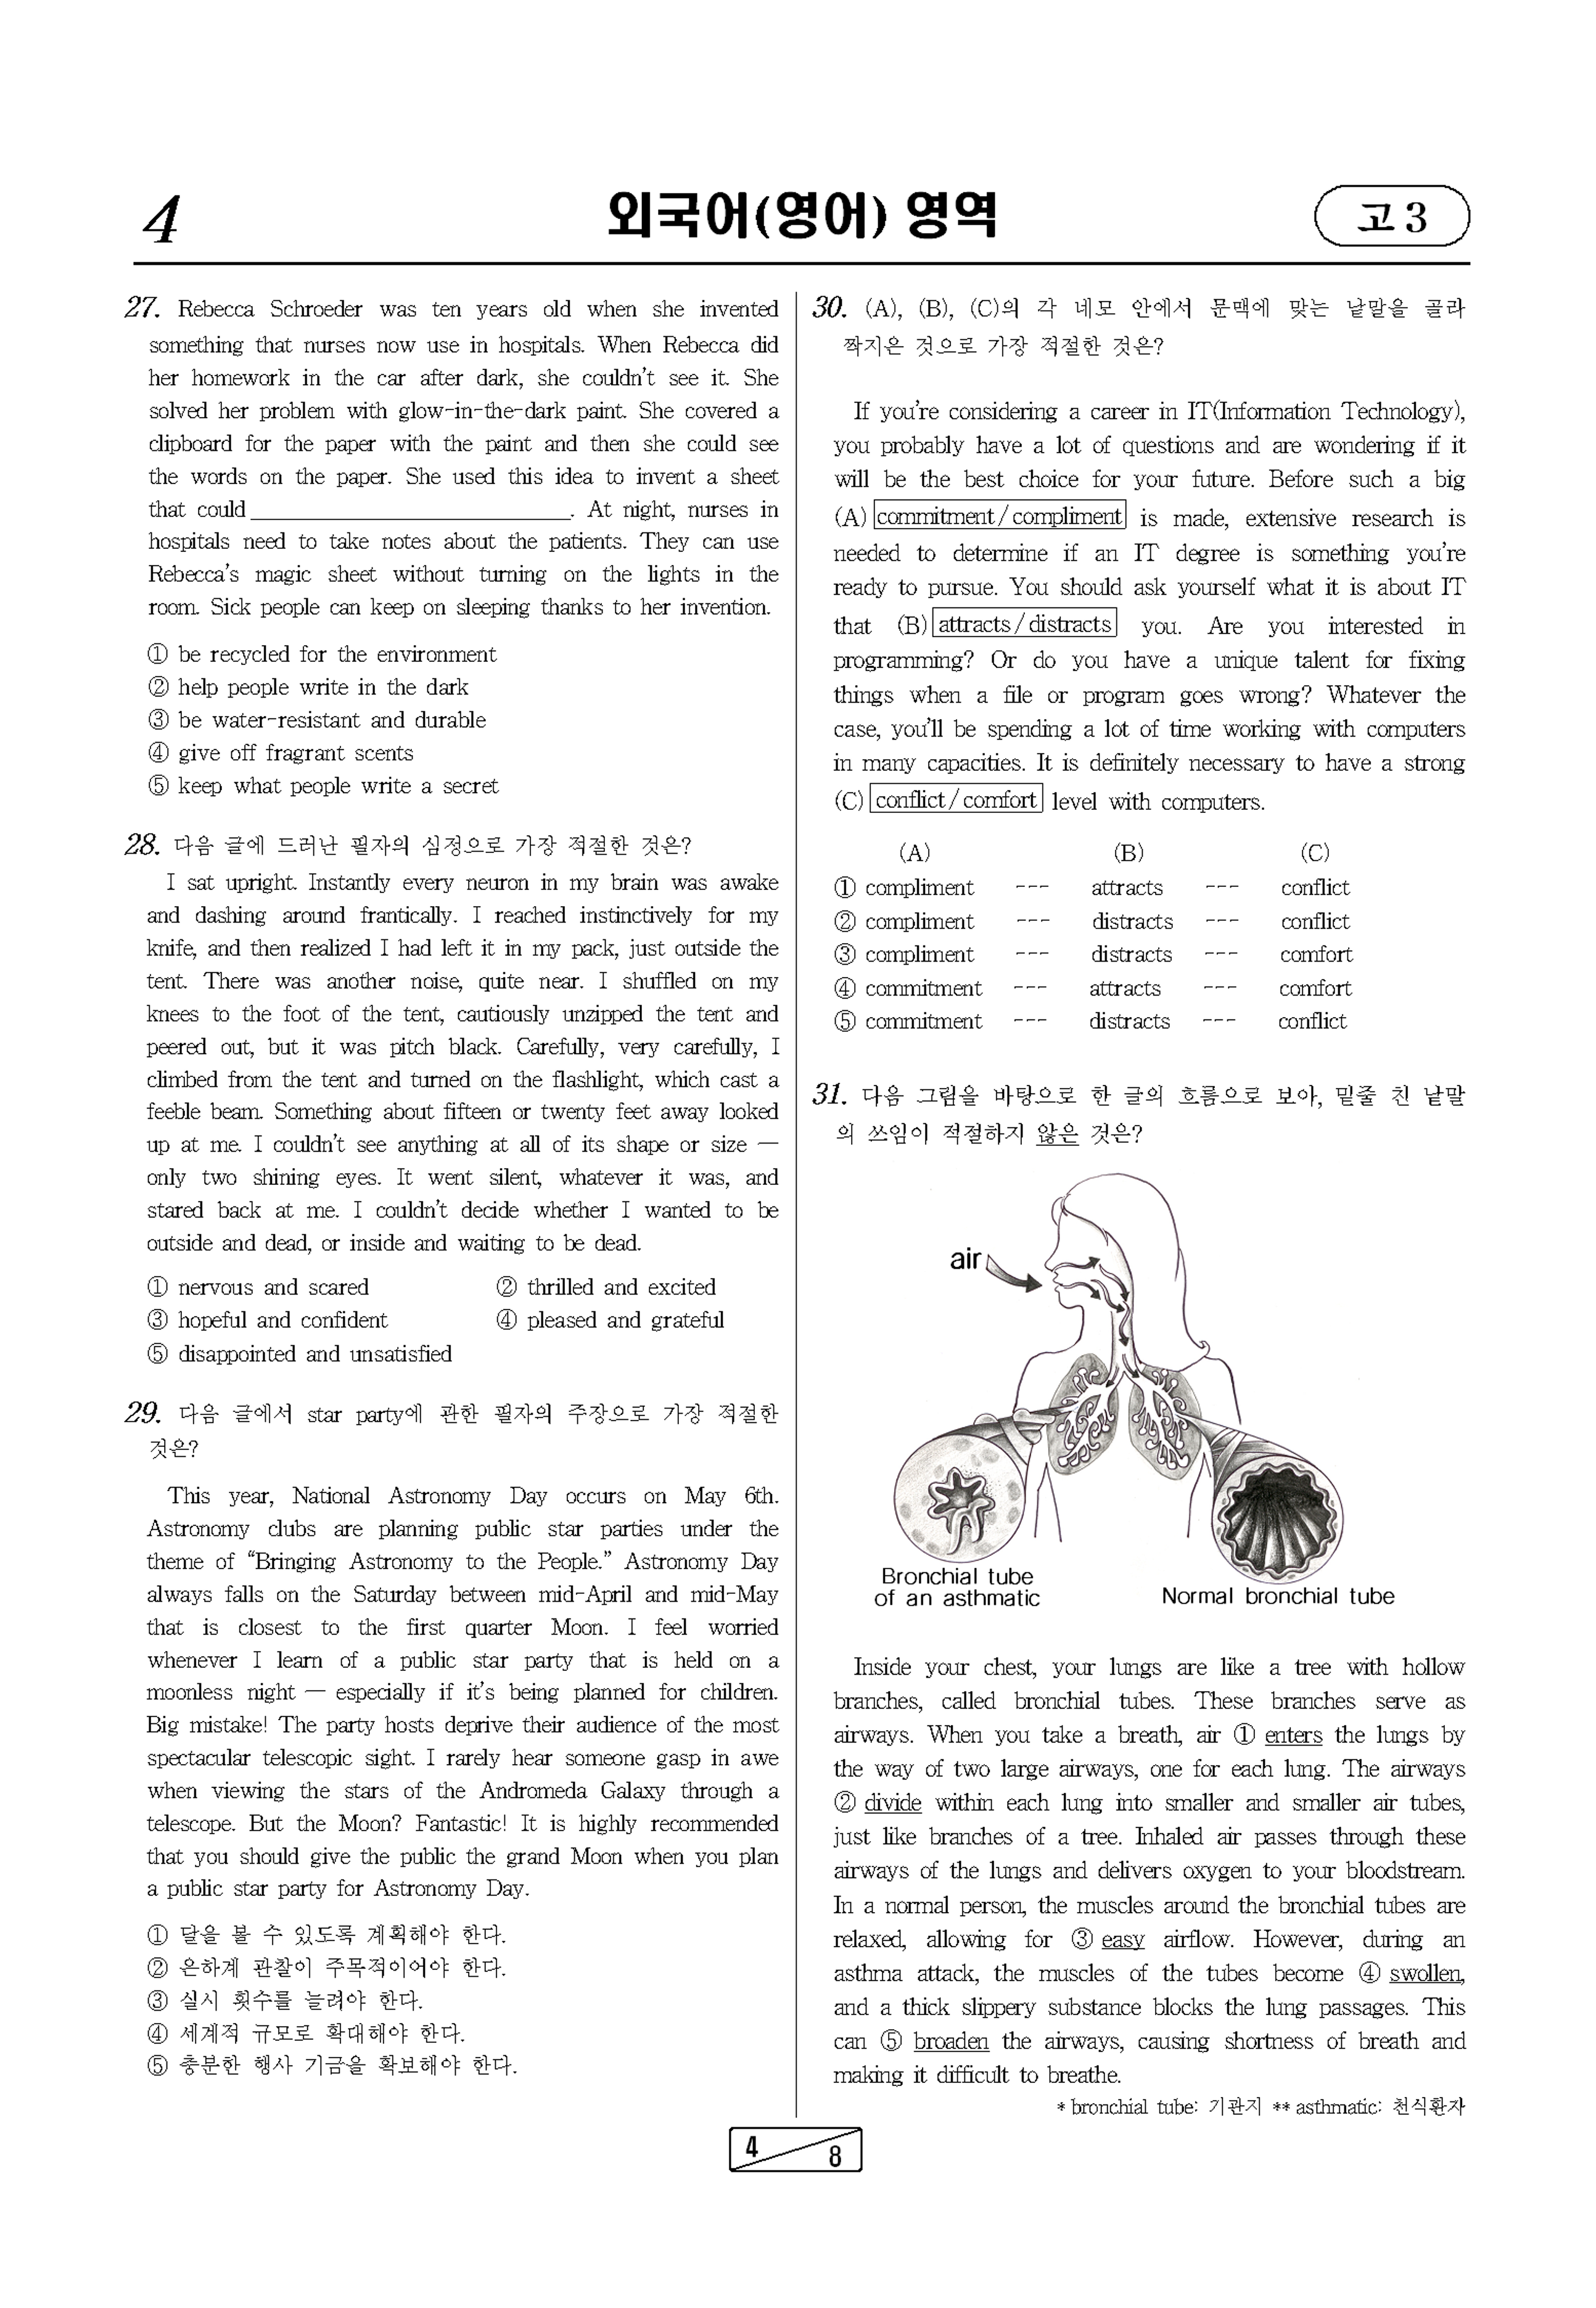 4
외국어(영어) 영역
고 3
27. Rebecca Schroeder was ten years old when she invented
something that nurses now use in hospitals. When Rebecca did
her homework in the car after dark, she couldn't see it. She
solved her problem with glow-in-the-dark paint. She covered a
clipboard for the paper with the paint and then she could see
the words on the paper. She used this idea to invent a sheet
that could ______________________________. At night, nurses in
hospitals need to take notes about the patients. They can use
Rebecca's magic sheet without turning on the lights in the
room. Sick people can keep on sleeping thanks to her invention.
① be recycled for the environment
② help people write in the dark
③ be water-resistant and durable
④ give off fragrant scents
⑤ keep what people write a secret
28. 다음 글에 드러난 필자의 심정으로 가장 적절한 것은?
I sat upright. Instantly every neuron in my brain was awake
and dashing around frantically. I reached instinctively for my
knife, and then realized I had left it in my pack, just outside the
tent. There was another noise, quite near. I shuffled on my
knees to the foot of the tent, cautiously unzipped the tent and
peered out, but it was pitch black. Carefully, very carefully, I
climbed from the tent and turned on the flashlight, which cast a
feeble beam. Something about fifteen or twenty feet away looked
up at me. I couldn't see anything at all of its shape or size ―
only two shining eyes. It went silent, whatever it was, and
stared back at me. I couldn't decide whether I wanted to be
outside and dead, or inside and waiting to be dead.
① nervous and scared ② thrilled and excited
③ hopeful and confident ④ pleased and grateful
⑤ disappointed and unsatisfied
29. 다음 글에서 star party에 관한 필자의 주장으로 가장 적절한
것은?
This year, National Astronomy Day occurs on May 6th.
Astronomy clubs are planning public star parties under the
theme of “Bringing Astronomy to the People.” Astronomy Day
always falls on the Saturday between mid-April and mid-May
that is closest to the first quarter Moon. I feel worried
whenever I learn of a public star party that is held on a
moonless night ― especially if it's being planned for children.
Big mistake! The party hosts deprive their audience of the most
spectacular telescopic sight. I rarely hear someone gasp in awe
when viewing the stars of the Andromeda Galaxy through a
telescope. But the Moon? Fantastic! It is highly recommended
that you should give the public the grand Moon when you plan
a public star party for Astronomy Day.
① 달을 볼 수 있도록 계획해야 한다.
② 은하계 관찰이 주목적이어야 한다.
③ 실시 횟수를 늘려야 한다.
④ 세계적 규모로 확대해야 한다.
⑤ 충분한 행사 기금을 확보해야 한다.
30. (A), (B), (C)의 각 네모 안에서 문맥에 맞는 낱말을 골라
짝지은 것으로 가장 적절한 것은?
If you're considering a career in IT(Information Technology),
you probably have a lot of questions and are wondering if it
will be the best choice for your future. Before such a big
(A) commitment / compliment is made, extensive research is
needed to determine if an IT degree is something you're
ready to pursue. You should ask yourself what it is about IT
that (B) attracts / distracts you. Are you interested in
programming? Or do you have a unique talent for fixing
things when a file or program goes wrong? Whatever the
case, you'll be spending a lot of time working with computers
in many capacities. It is definitely necessary to have a strong
(C) conflict / comfort level with computers.
(A) (B) (C)
① compliment --- attracts --- conflict
② compliment --- distracts --- conflict
③ compliment --- distracts --- comfort
④ commitment --- attracts --- comfort
⑤ commitment --- distracts --- conflict
31. 다음 그림을 바탕으로 한 글의 흐름으로 보아, 밑줄 친 낱말
의 쓰임이 적절하지 않은 것은?
air
Bronchial tube
of an asthmatic
Normal bronchial tube
Inside your chest, your lungs are like a tree with hollow
branches, called bronchial tubes. These branches serve as
airways. When you take a breath, air ① enters the lungs by
the way of two large airways, one for each lung. The airways
② divide within each lung into smaller and smaller air tubes,
just like branches of a tree. Inhaled air passes through these
airways of the lungs and delivers oxygen to your bloodstream.
In a normal person, the muscles around the bronchial tubes are
relaxed, allowing for ③ easy airflow. However, during an
asthma attack, the muscles of the tubes become ④ swollen,
and a thick slippery substance blocks the lung passages. This
can ⑤ broaden the airways, causing shortness of breath and
making it difficult to breathe.
* bronchial tube: 기관지 ** asthmatic: 천식환자
4
8